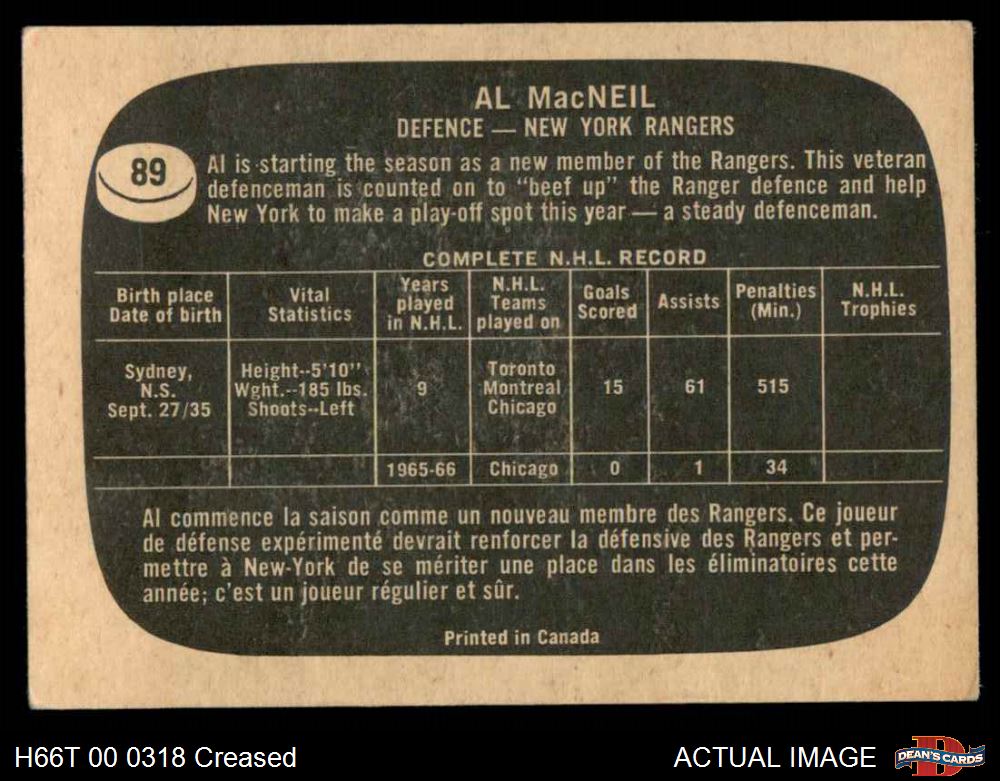 AL MacNEIL
DEFENCE — NEW YORK RANGERS
89
Al is starting the season as a new member of the Rangers. This veteran
defenceman is counted on to "beef up" the Ranger defence and help
New York to make a play-off spot this year — a steady defenceman.
COMPLETE N.H.L. RECORD
Birth place
Date of birth
Vital
Statistics
Years
played
in N.H.L.
N.H.L.
Teams
played on
Goals
Scored
Assists
Penalties
(Min.)
N.H.L.
Trophies
Sydney,
N.S.
Sept. 27/35
Height--5'10''
Wght.--185 lbs.
Shoots--Left
9
Toronto
Montreal
Chicago
15
61
515
1965-66
Chicago
0
1
34
Al commence la saison comme un nouveau membre des Rangers. Ce joueur
de défense expérimenté devrait renforcer la défensive des Rangers et per-
mettre à New-York de se mériter une place dans les éliminatoires cette
année; c'est un joueur régulier et sûr.
Printed in Canada
H66T 00 0318 Creased
ACTUAL IMAGE
DEAN'S CARDS